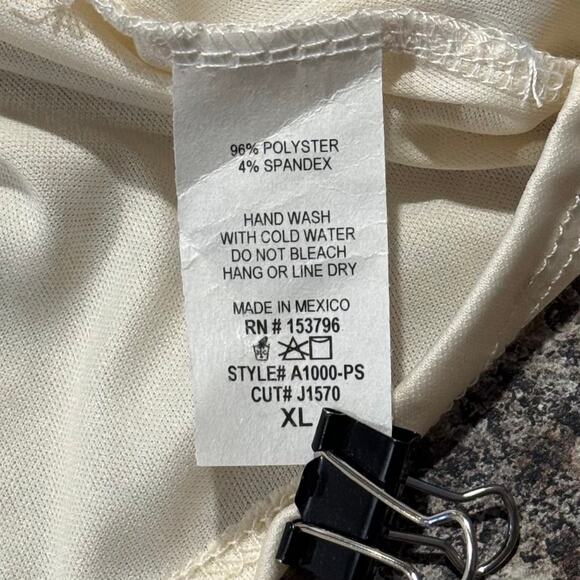 96% POLYSTER
4% SPANDEX
HAND WASH
WITH COLD WATER
DO NOT BLEACH
HANG OR LINE DRY
MADE IN MEXICO
RN # 153796
STYLE# A1000-PS
CUT# J1570
XL